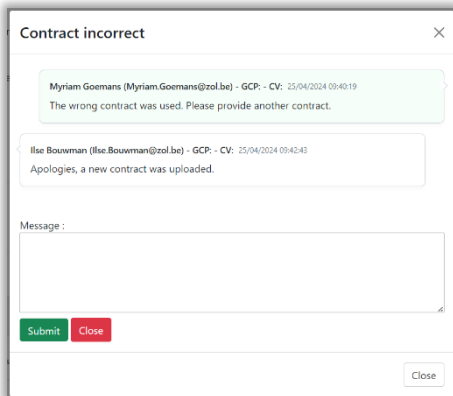 Contract incorrect
Myriam Goemans (Myriam.Goemans@zol.be) - GCP: - CV: 25/04/2024 09:40:19
The wrong contract was used. Please provide another contract.
Ilse Bouwman (Ilse.Bouwman@zol.be) - GCP: - CV: 25/04/2024 09:42:43
Apologies, a new contract was uploaded.
Message :
Submit Close
Close